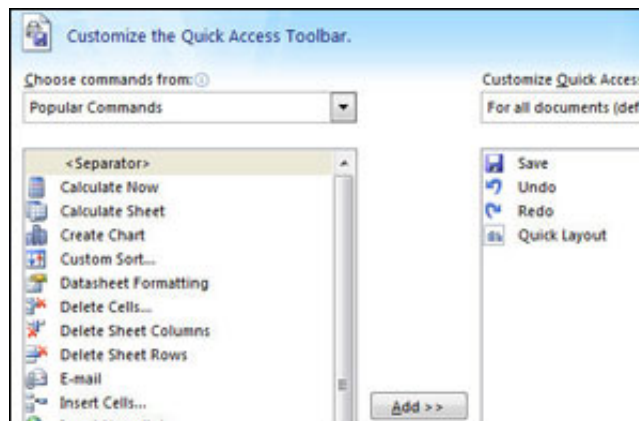 Customize the Quick Access Toolbar.
Choose commands from:
Popular Commands
<Separator>
Calculate Now
Calculate Sheet
Create Chart
Custom Sort...
Datasheet Formatting
Delete Cells...
Delete Sheet Columns
Delete Sheet Rows
E-mail
Insert Cells...
Add >>
Customize Quick Acces
For all documents (def
Save
Undo
Redo
Quick Layout